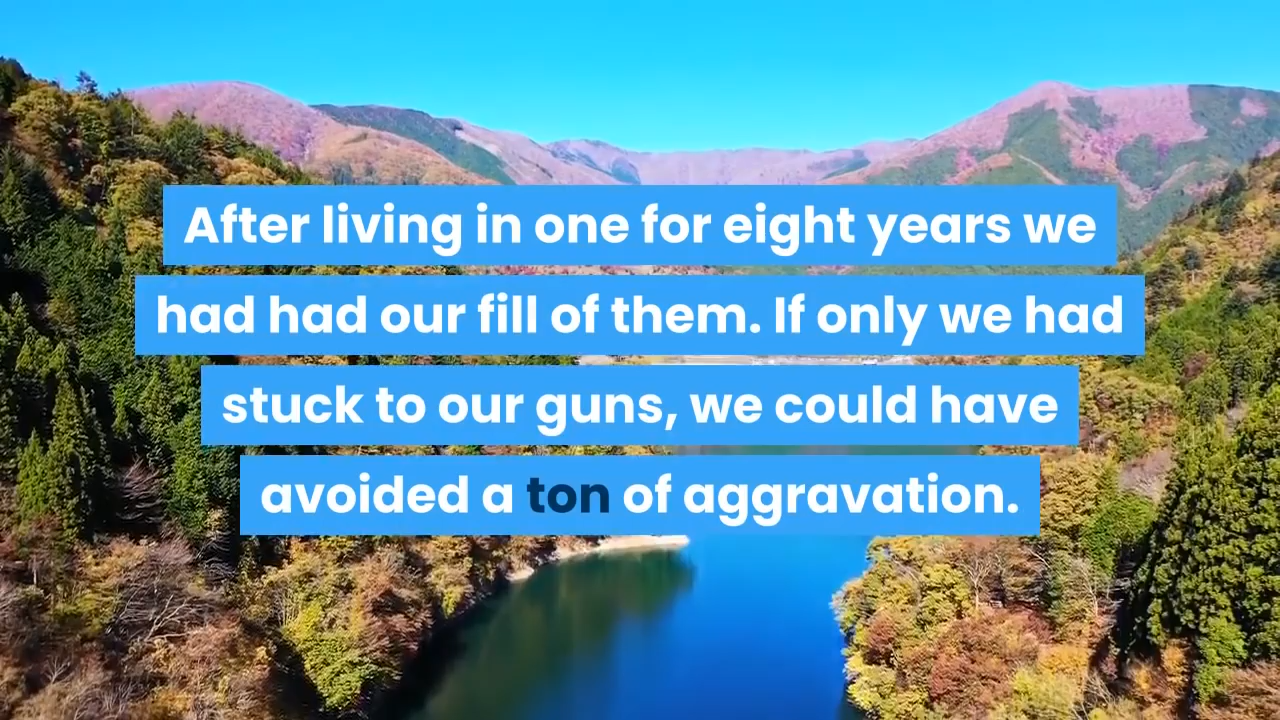 After living in one for eight years we
had had our fill of them. If only we had
stuck to our guns, we could have
avoided a ton of aggravation.